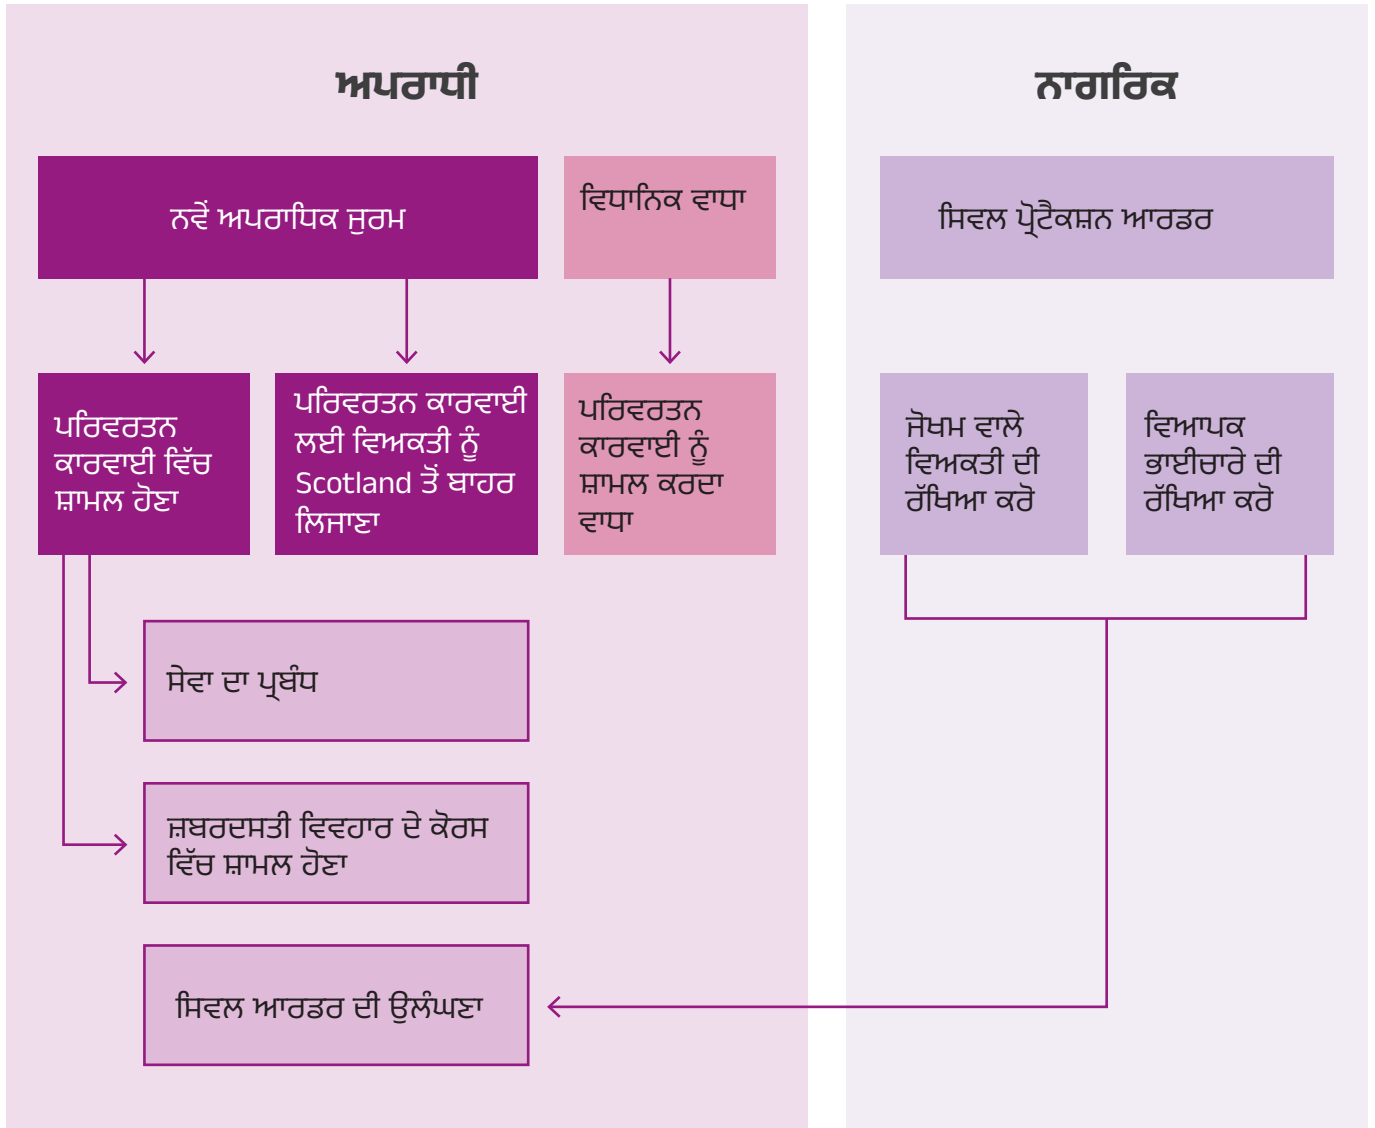 ਅਪਰਾਧੀ
ਨਾਗਰਿਕ
ਨਵੇਂ ਅਪਰਾਧਿਕ ਜੁਰਮ
ਵਿਧਾਨਿਕ ਵਾਧਾ
ਸਿਵਲ ਪ੍ਰੋਟੈਕਸ਼ਨ ਆਰਡਰ
ਪਰਿਵਰਤਨ
ਕਾਰਵਾਈ ਵਿੱਚ
ਸ਼ਾਮਲ ਹੋਣਾ
ਪਰਿਵਰਤਨ ਕਾਰਵਾਈ
ਲਈ ਵਿਅਕਤੀ ਨੂੰ
Scotland ਤੋਂ ਬਾਹਰ
ਲਿਜਾਣਾ
ਪਰਿਵਰਤਨ
ਕਾਰਵਾਈ ਨੂੰ
ਸ਼ਾਮਲ ਕਰਦਾ
ਵਾਧਾ
ਜੋਖਮ ਵਾਲੇ
ਵਿਅਕਤੀ ਦੀ
ਰੱਖਿਆ ਕਰੋ
ਵਿਆਪਕ
ਭਾਈਚਾਰੇ ਦੀ
ਰੱਖਿਆ ਕਰੋ
ਸੇਵਾ ਦਾ ਪ੍ਰਬੰਧ
ਜ਼ਬਰਦਸਤੀ ਵਿਵਹਾਰ ਦੇ ਕੋਰਸ
ਵਿੱਚ ਸ਼ਾਮਲ ਹੋਣਾ
ਸਿਵਲ ਆਰਡਰ ਦੀ ਉਲੰਘਣਾ